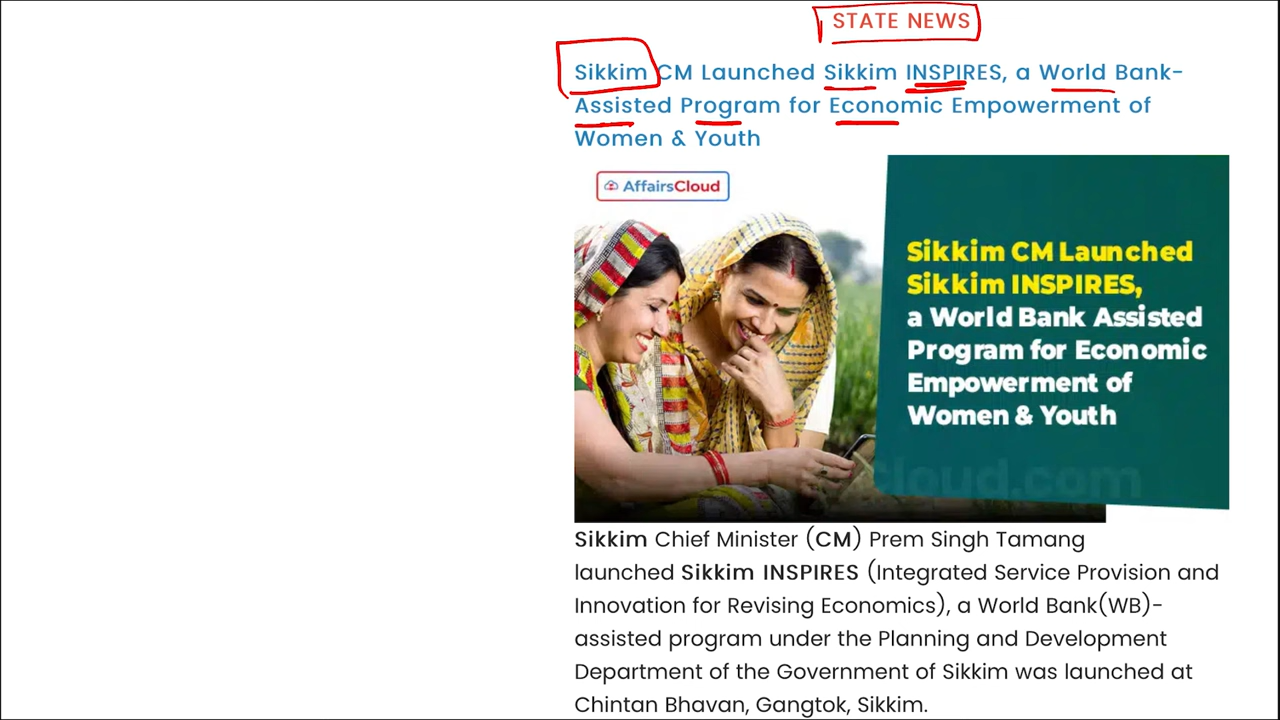 STATE NEWS
Sikkim CM Launched Sikkim INSPIRES, a World Bank-
Assisted Program for Economic Empowerment of
Women & Youth
AffairsCloud
Sikkim CM Launched
Sikkim INSPIRES,
a World Bank Assisted
Program for Economic
Empowerment of
Women & Youth
Cloud.com
Sikkim Chief Minister (CM) Prem Singh Tamang
launched Sikkim INSPIRES (Integrated Service Provision and
Innovation for Revising Economics), a World Bank(WB)-
assisted program under the Planning and Development
Department of the Government of Sikkim was launched at
Chintan Bhavan, Gangtok, Sikkim.